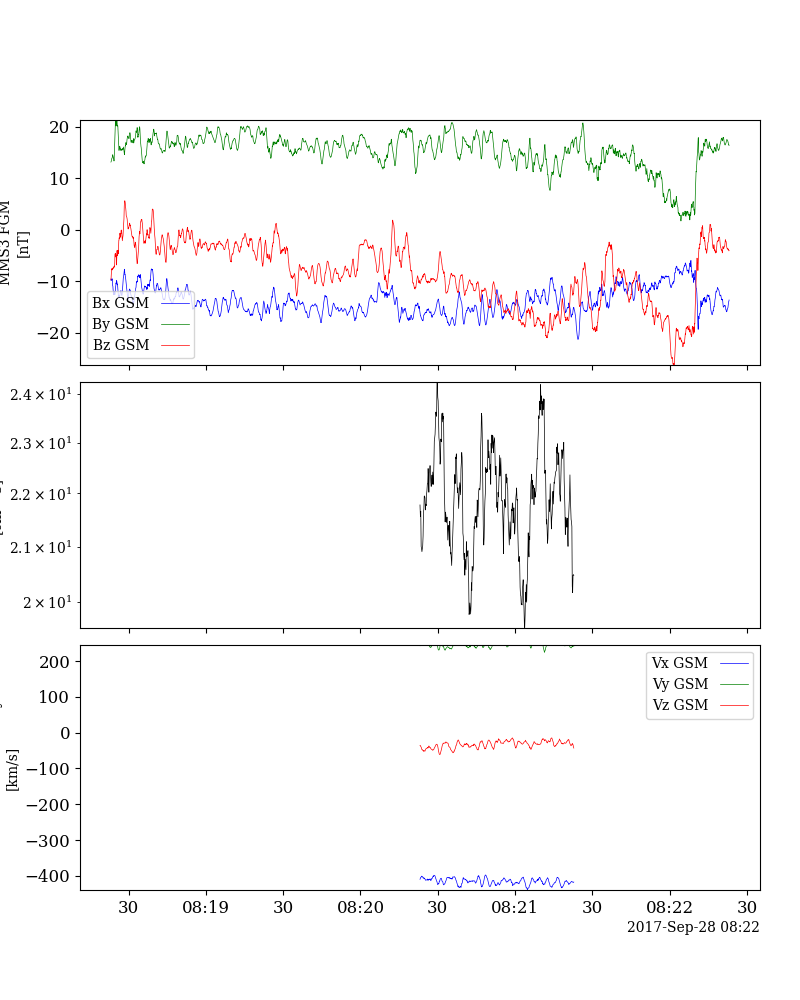 20
10
0
−10
−20
MMS3 FGM
[nT]
Bx GSM
By GSM
Bz GSM
2.4 × 10¹
2.3 × 10¹
2.2 × 10¹
2.1 × 10¹
2 × 10¹
200
100
0
−100
−200
−300
−400
[km/s]
Vx GSM
Vy GSM
Vz GSM
30 08:19 30 08:20 30 08:21 30 08:22 30
2017-Sep-28 08:22